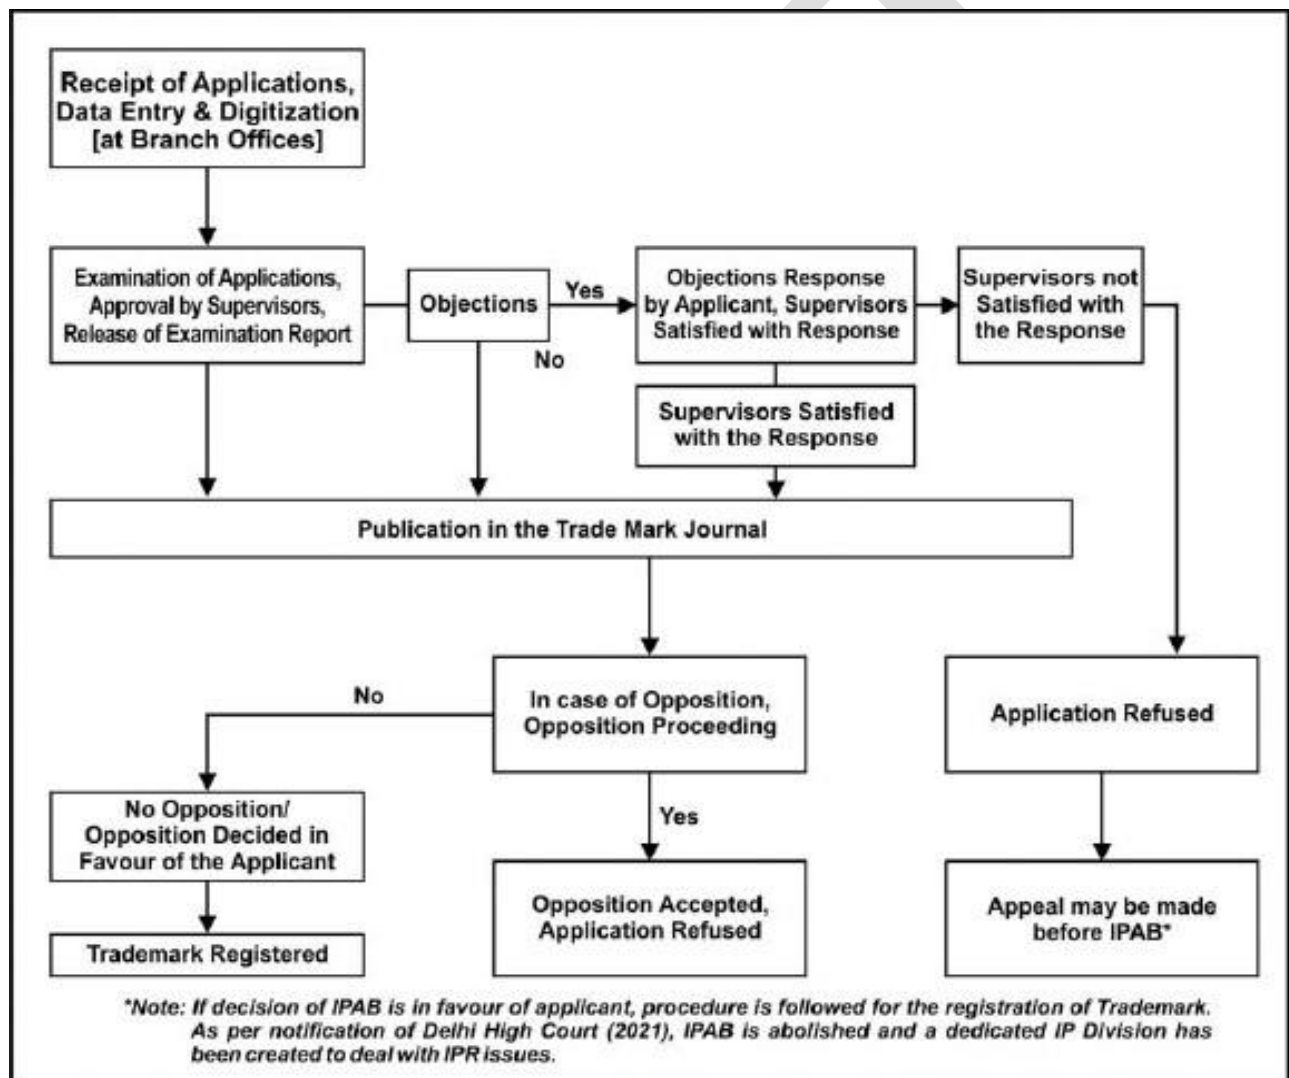 Receipt of Applications,
Data Entry & Digitization
[at Branch Offices]
Examination of Applications,
Approval by Supervisors,
Release of Examination Report
Objections
Yes
No
Objections Response
by Applicant, Supervisors
Satisfied with Response
Supervisors not
Satisfied with
the Response
Supervisors Satisfied
with the Response
Publication in the Trade Mark Journal
No
In case of Opposition,
Opposition Proceeding
Application Refused
No Opposition/
Opposition Decided in
Favour of the Applicant
Yes
Opposition Accepted,
Application Refused
Appeal may be made
before IPAB*
Trademark Registered
*Note: If decision of IPAB is in favour of applicant, procedure is followed for the registration of Trademark.
As per notification of Delhi High Court (2021), IPAB is abolished and a dedicated IP Division has
been created to deal with IPR issues.